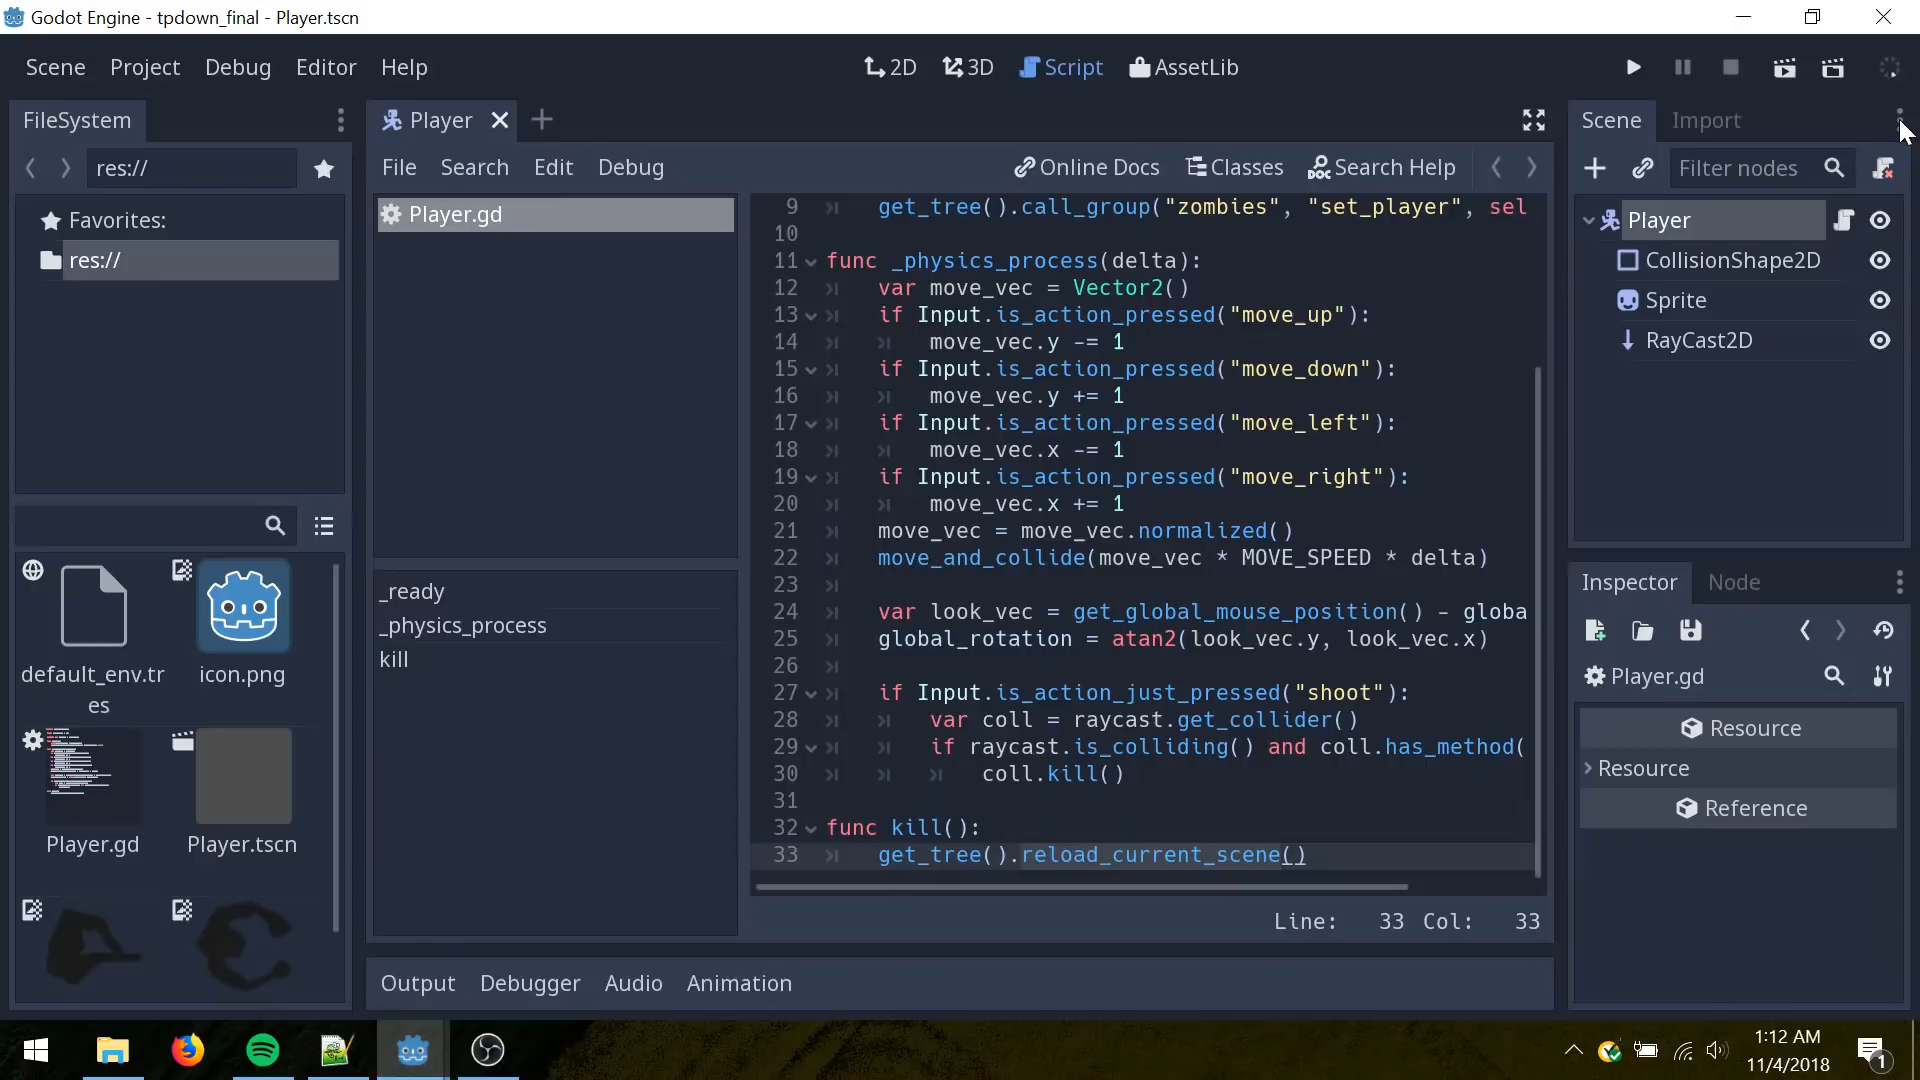 Godot Engine - tpdown_final - Player.tscn
Scene Project Debug Editor Help
2D 3D Script AssetLib
FileSystem
res://
Favorites:
res://
default_env.tr
es
icon.png
Player.gd
Player.tscn
Player
File Search Edit Debug
Online Docs Classes Search Help
Player.gd
_ready
_physics_process
kill
9 get_tree().call_group("zombies", "set_player", sel
10
11 func _physics_process(delta):
12 var move_vec = Vector2()
13 if Input.is_action_pressed("move_up"):
14 move_vec.y -= 1
15 if Input.is_action_pressed("move_down"):
16 move_vec.y += 1
17 if Input.is_action_pressed("move_left"):
18 move_vec.x -= 1
19 if Input.is_action_pressed("move_right"):
20 move_vec.x += 1
21 move_vec = move_vec.normalized()
22 move_and_collide(move_vec * MOVE_SPEED * delta)
23
24 var look_vec = get_global_mouse_position() - globa
25 global_rotation = atan2(look_vec.y, look_vec.x)
26
27 if Input.is_action_just_pressed("shoot"):
28 var coll = raycast.get_collider()
29 if raycast.is_colliding() and coll.has_method(
30 coll.kill()
31
32 func kill():
33 get_tree().reload_current_scene()
Line: 33 Col: 33
Output Debugger Audio Animation
Scene Import
Filter nodes
Player
CollisionShape2D
Sprite
RayCast2D
Inspector Node
Player.gd
Resource
Resource
Reference
1:12 AM
11/4/2018
1